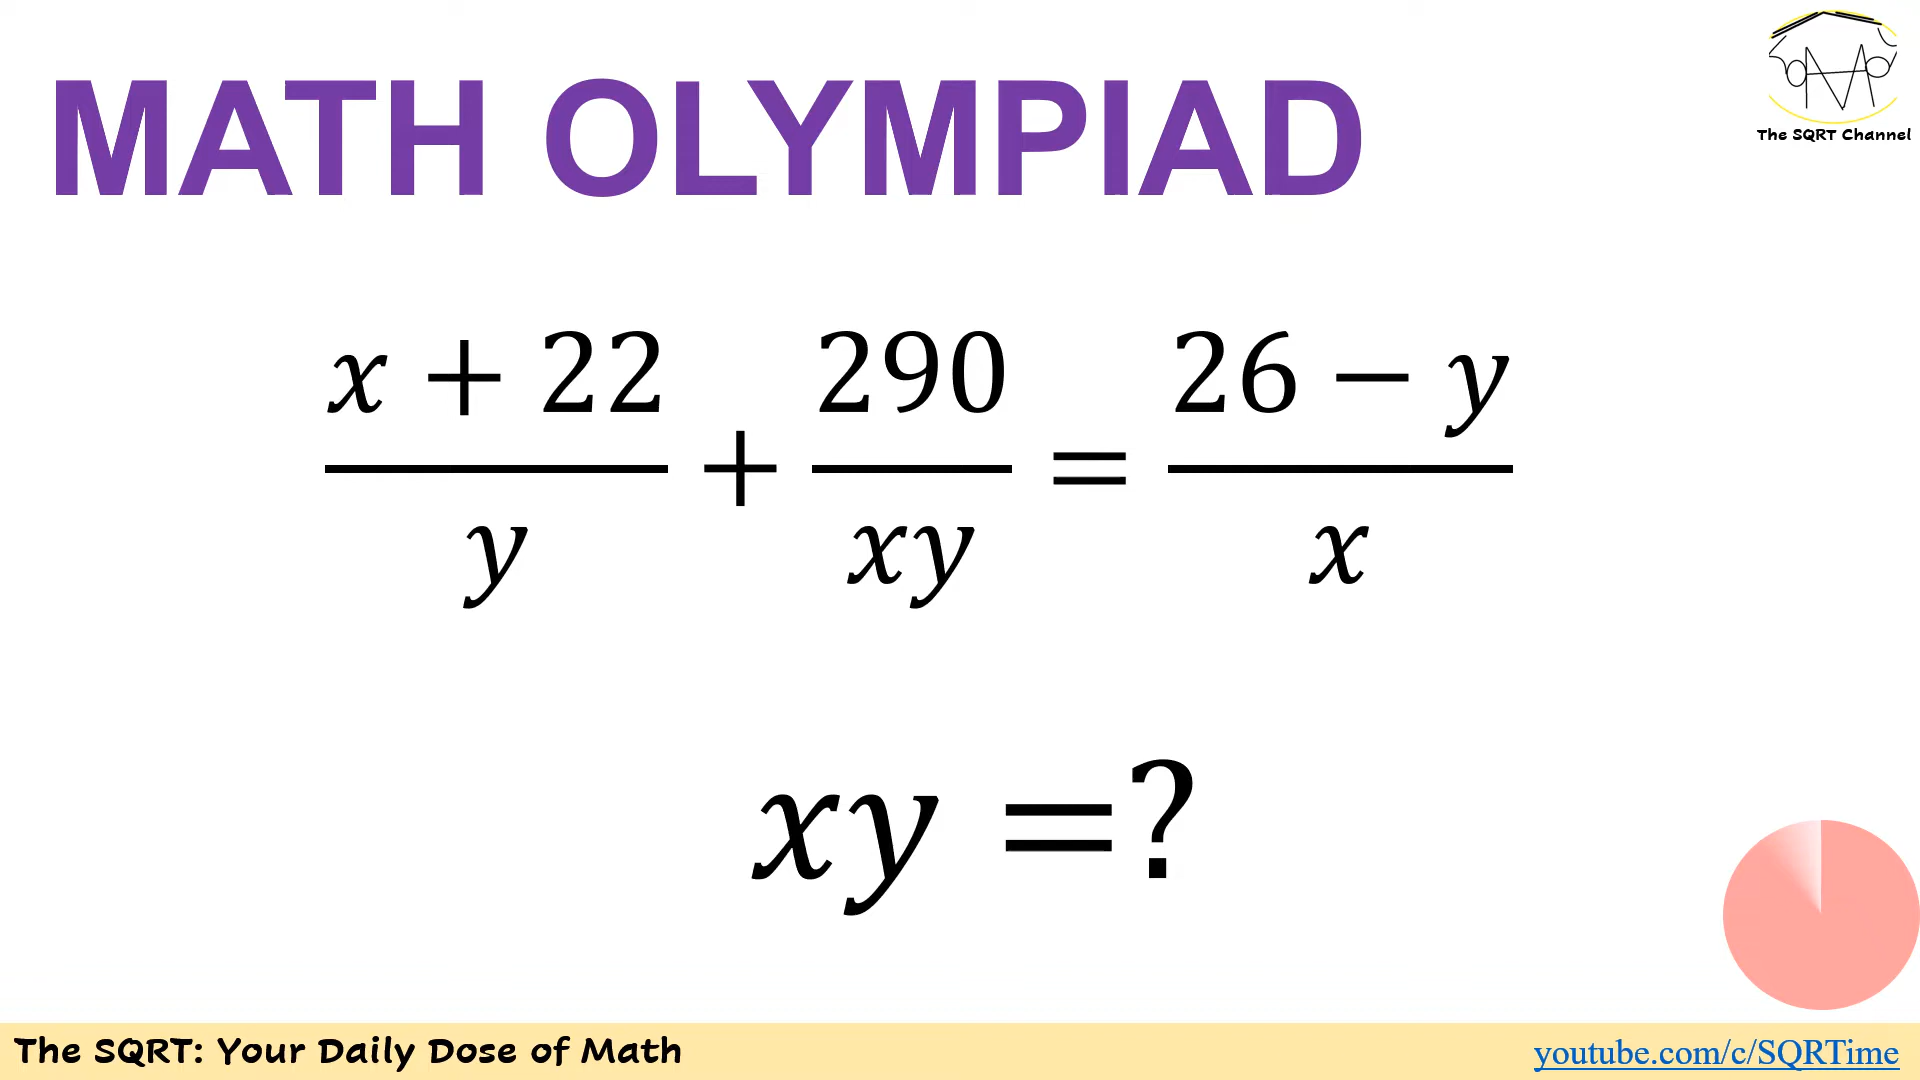 MATH OLYMPIAD
The SQRT Channel
x + 22 / y + 290 / xy = 26 − y / x
xy =?
The SQRT: Your Daily Dose of Math
youtube.com/c/SQRTime